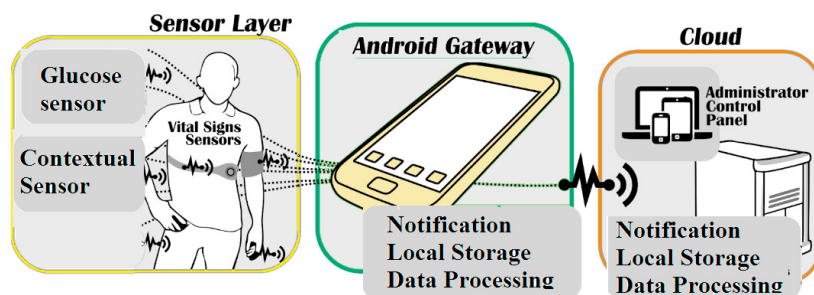 Sensor Layer
Glucose
sensor
Vital Signs
Sensors
Contextual
Sensor
Android Gateway
Notification
Local Storage
Data Processing
Cloud
Administrator
Control
Panel
Notification
Local Storage
Data Processing